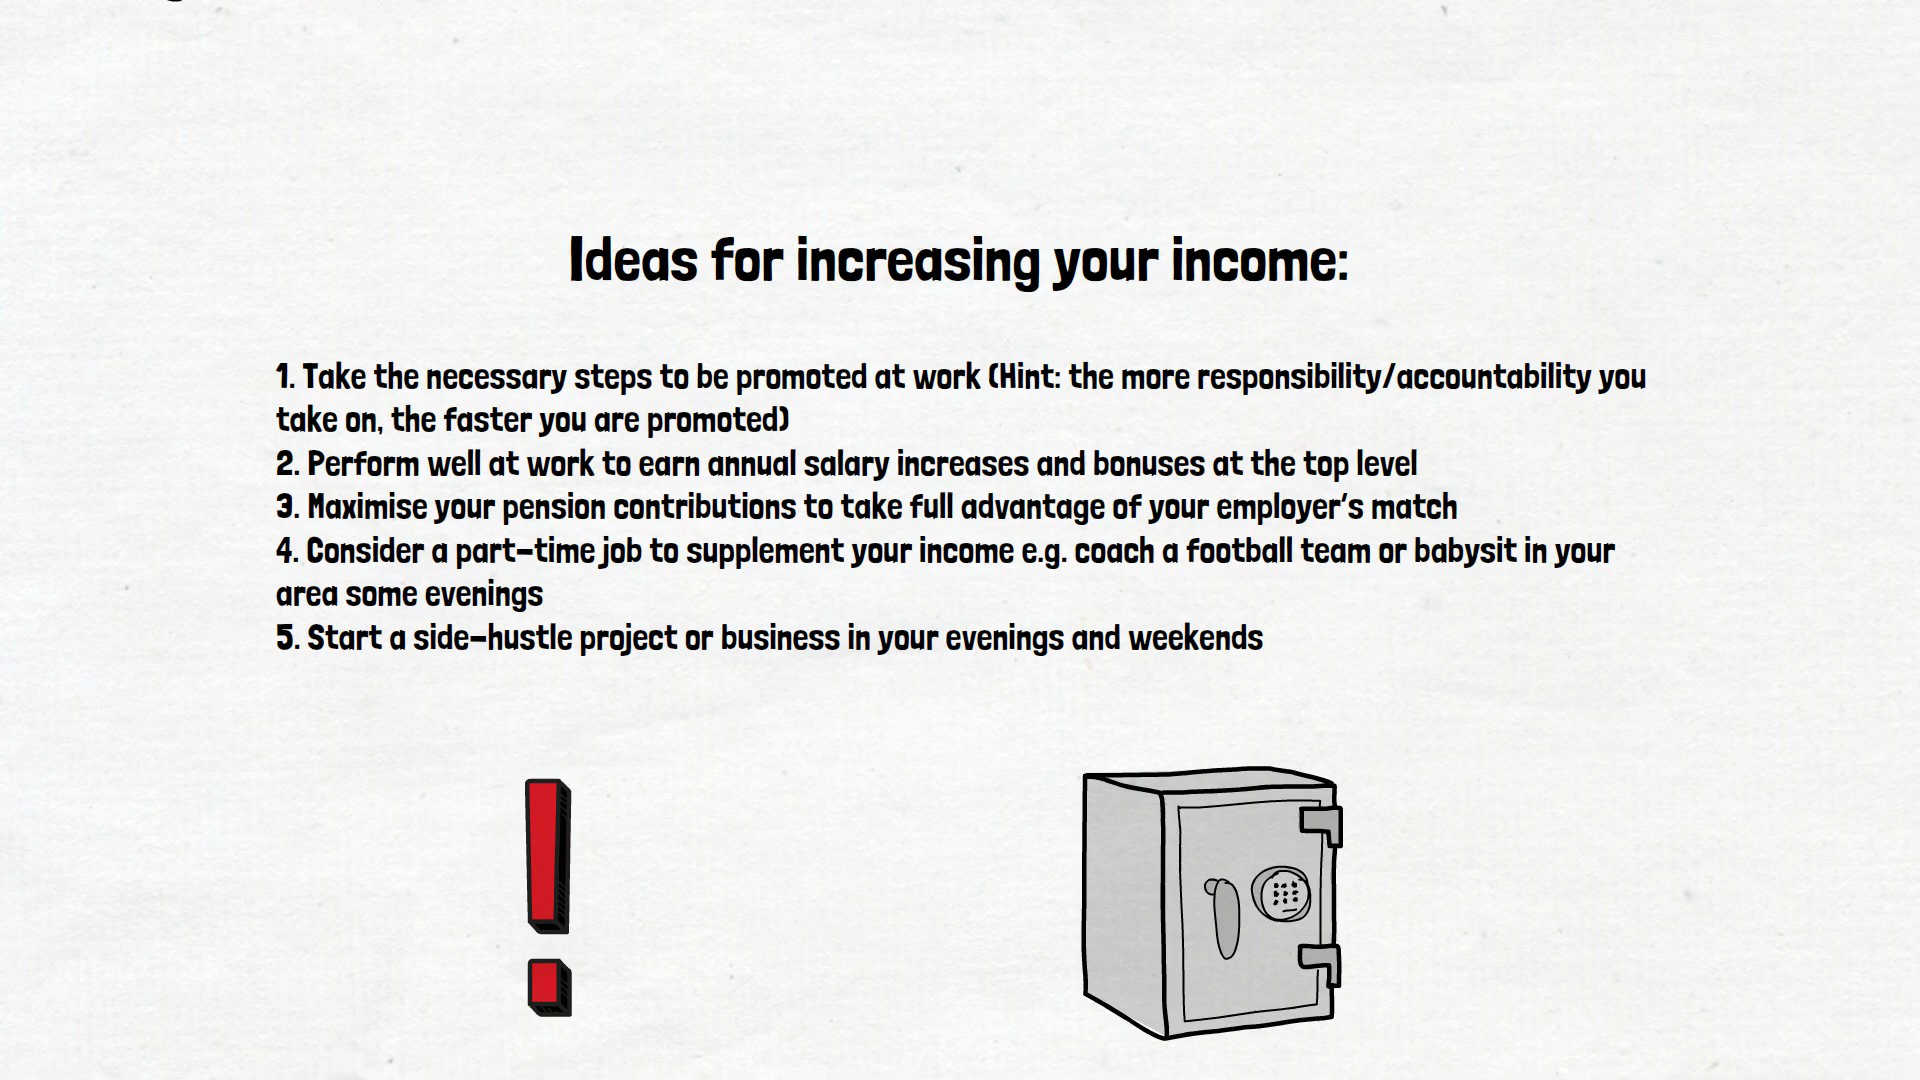 Ideas for increasing your income:
1. Take the necessary steps to be promoted at work (Hint: the more responsibility/accountability you
take on, the faster you are promoted)
2. Perform well at work to earn annual salary increases and bonuses at the top level
3. Maximise your pension contributions to take full advantage of your employer's match
4. Consider a part-time job to supplement your income e.g. coach a football team or babysit in your
area some evenings
5. Start a side-hustle project or business in your evenings and weekends